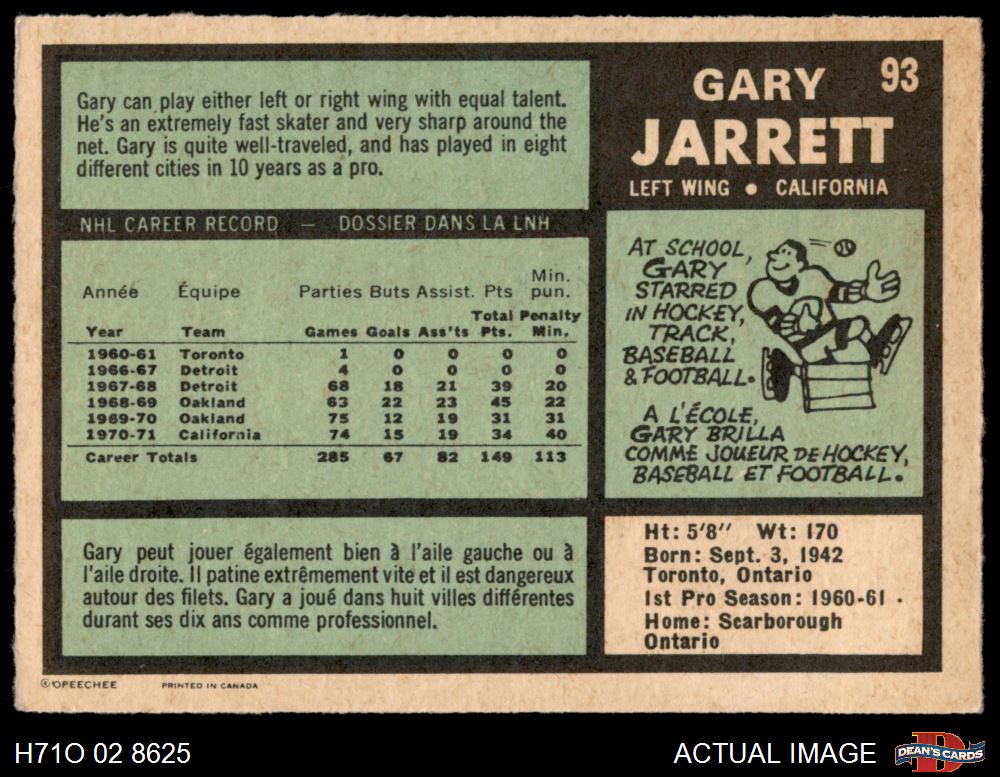 Gary can play either left or right wing with equal talent.
He's an extremely fast skater and very sharp around the
net. Gary is quite well-traveled, and has played in eight
different cities in 10 years as a pro.
GARY 93
JARRETT
LEFT WING ● CALIFORNIA
NHL CAREER RECORD — DOSSIER DANS LA LNH
Min.
Année Équipe Parties Buts Assist. Pts pun.
Total Penalty
Year Team Games Goals Ass'ts Pts. Min.
1960-61 Toronto 1 0 0 0 0
1966-67 Detroit 4 0 0 0 0
1967-68 Detroit 68 18 21 39 20
1968-69 Oakland 63 22 23 45 22
1969-70 Oakland 75 12 19 31 31
1970-71 California 74 15 19 34 40
Career Totals 285 67 82 149 113
AT SCHOOL,
GARY
STARRED
IN HOCKEY,
TRACK,
BASEBALL
& FOOTBALL.
A L'ÉCOLE,
GARY BRILLA
COMME JOUEUR DE HOCKEY,
BASEBALL ET FOOTBALL.
Gary peut jouer également bien à l'aile gauche ou à
l'aile droite. Il patine extrêmement vite et il est dangereux
autour des filets. Gary a joué dans huit villes différentes
durant ses dix ans comme professionnel.
Ht: 5'8" Wt: 170
Born: Sept. 3, 1942
Toronto, Ontario
1st Pro Season: 1960-61
Home: Scarborough
Ontario
©OPEECHEE PRINTED IN CANADA
H71O 02 8625 ACTUAL IMAGE DEAN'S CARDS